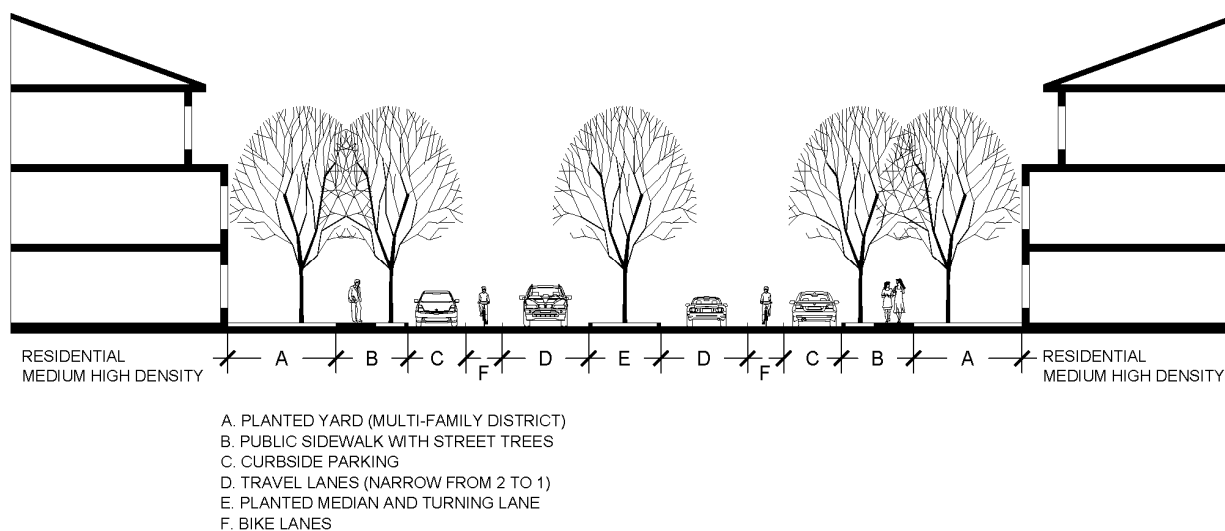 RESIDENTIAL
MEDIUM HIGH DENSITY
A B C F D E D F C B A
RESIDENTIAL
MEDIUM HIGH DENSITY
A. PLANTED YARD (MULTI-FAMILY DISTRICT)
B. PUBLIC SIDEWALK WITH STREET TREES
C. CURBSIDE PARKING
D. TRAVEL LANES (NARROW FROM 2 TO 1)
E. PLANTED MEDIAN AND TURNING LANE
F. BIKE LANES